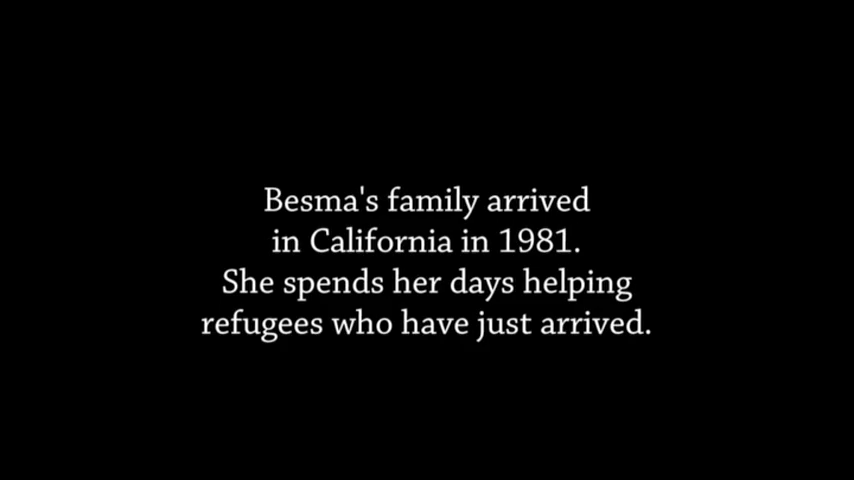 Besma's family arrived
in California in 1981.
She spends her days helping
refugees who have just arrived.